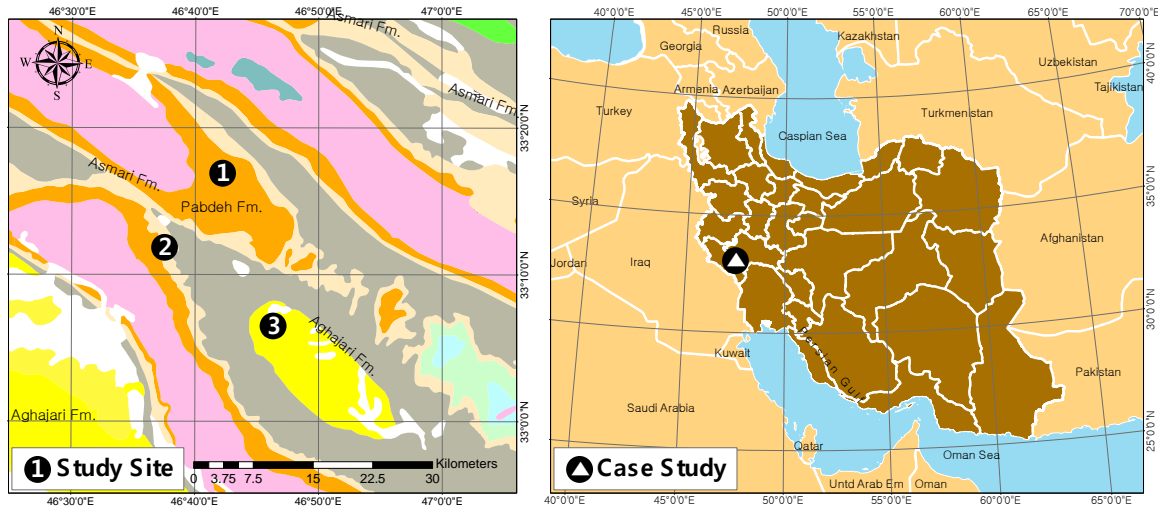 46°30'0"E
46°40'0"E
46°50'0"E
47°0'0"E
N
W
E
S
Asmari Fm.
Asmari Fm.
33°20'0"N
1
Asmari Fm.
Pabdeh Fm.
2
33°10'0"N
3
Aghajari Fm.
Aghajari Fm.
33°0'0"N
1 Study Site
Kilometers
0 3.75 7.5 15 22.5 30
46°30'0"E
46°40'0"E
46°50'0"E
47°0'0"E
40°0'0"E
45°0'0"E
50°0'0"E
55°0'0"E
60°0'0"E
65°0'0"E
70°0'0"E
Russia
Georgia
Kazakhstan
Uzbekistan
40°0'0"N
Armenia
Azerbaijan
Tajikistan
Turkey
Turkmenistan
Caspian Sea
35°0'0"N
Syria
Afghanistan
Jordan
Iraq
30°0'0"N
Persian Gulf
Kuwait
Pakistan
Saudi Arabia
25°0'0"N
Qatar
Oman Sea
Untd Arab Em
Oman
Case Study
40°0'0"E
45°0'0"E
50°0'0"E
55°0'0"E
60°0'0"E
65°0'0"E